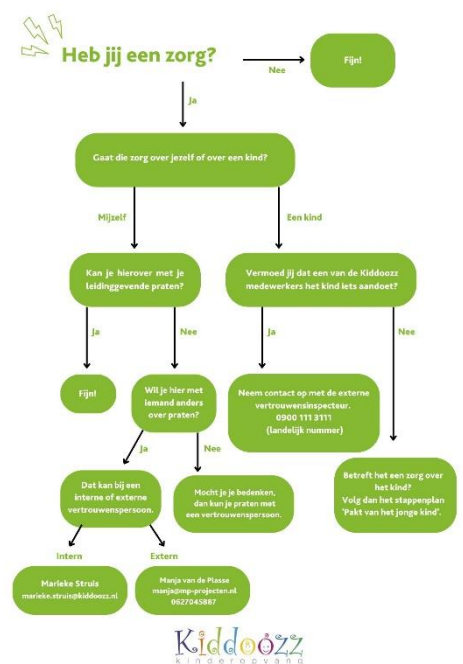 Heb jij een zorg?
Nee
Fijn!
Ja
Gaat die zorg over jezelf of over een kind?
Mijzelf
Een kind
Kan je hierover met je
leidinggevende praten?
Vermoed jij dat een van de Kiddoozz
medewerkers het kind iets aandoet?
Ja
Nee
Ja
Nee
Fijn!
Wil je hier met
iemand anders
over praten?
Neem contact op met de externe
vertrouwensinspecteur.
0900 111 3111
(landelijk nummer)
Ja
Nee
Dat kan bij een
interne of externe
vertrouwenspersoon.
Mocht je je bedenken,
dan kun je praten met
een vertrouwenspersoon.
Betreft het een zorg over
het kind?
Volg dan het stappenplan
'Pakt van het jonge kind'.
Intern
Extern
Marieke Struis
marieke.struis@kiddoozz.nl
Manja van de Plasse
manja@mp-projecten.nl
0627045887
Kiddoozz
kinderopvang